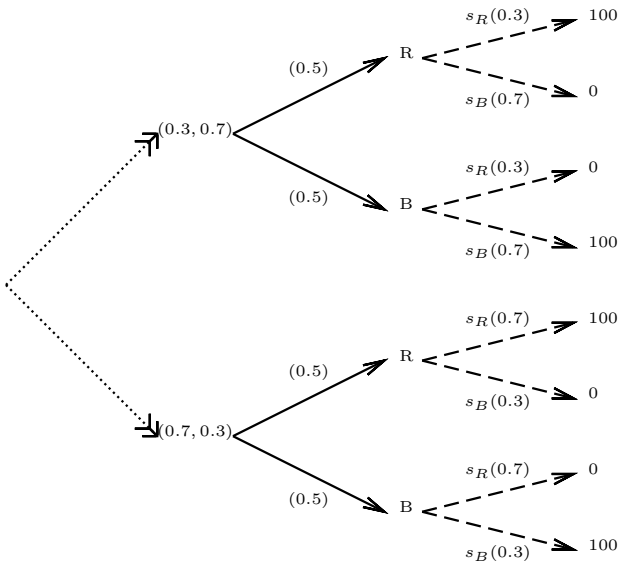 s_R(0.3) 100
(0.5) R
s_B(0.7) 0
(0.3, 0.7)
s_R(0.3) 0
(0.5) B
s_B(0.7) 100
s_R(0.7) 100
(0.5) R
s_B(0.3) 0
(0.7, 0.3)
s_R(0.7) 0
(0.5) B
s_B(0.3) 100